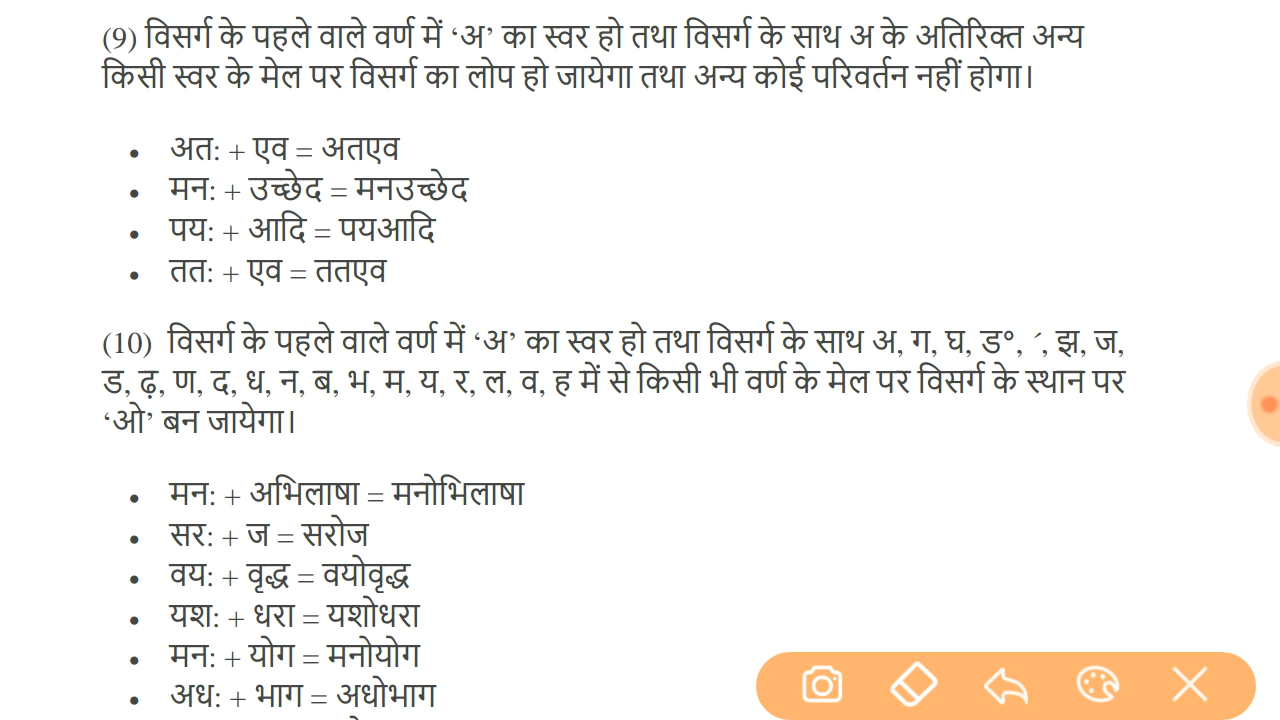 (9) विसर्ग के पहले वाले वर्ण में ‘अ’ का स्वर हो तथा विसर्ग के साथ अ के अतिरिक्त अन्य
किसी स्वर के मेल पर विसर्ग का लोप हो जायेगा तथा अन्य कोई परिवर्तन नहीं होगा।
• अत: + एव = अतएव
• मन: + उच्छेद = मनउच्छेद
• पय: + आदि = पयआदि
• तत: + एव = ततएव
(10) विसर्ग के पहले वाले वर्ण में ‘अ’ का स्वर हो तथा विसर्ग के साथ अ, ग, घ, ड°, ´, झ, ज,
ड, ढ़, ण, द, ध, न, ब, भ, म, य, र, ल, व, ह में से किसी भी वर्ण के मेल पर विसर्ग के स्थान पर
‘ओ’ बन जायेगा।
• मन: + अभिलाषा = मनोभिलाषा
• सर: + ज = सरोज
• वय: + वृद्ध = वयोवृद्ध
• यश: + धरा = यशोधरा
• मन: + योग = मनोयोग
• अध: + भाग = अधोभाग